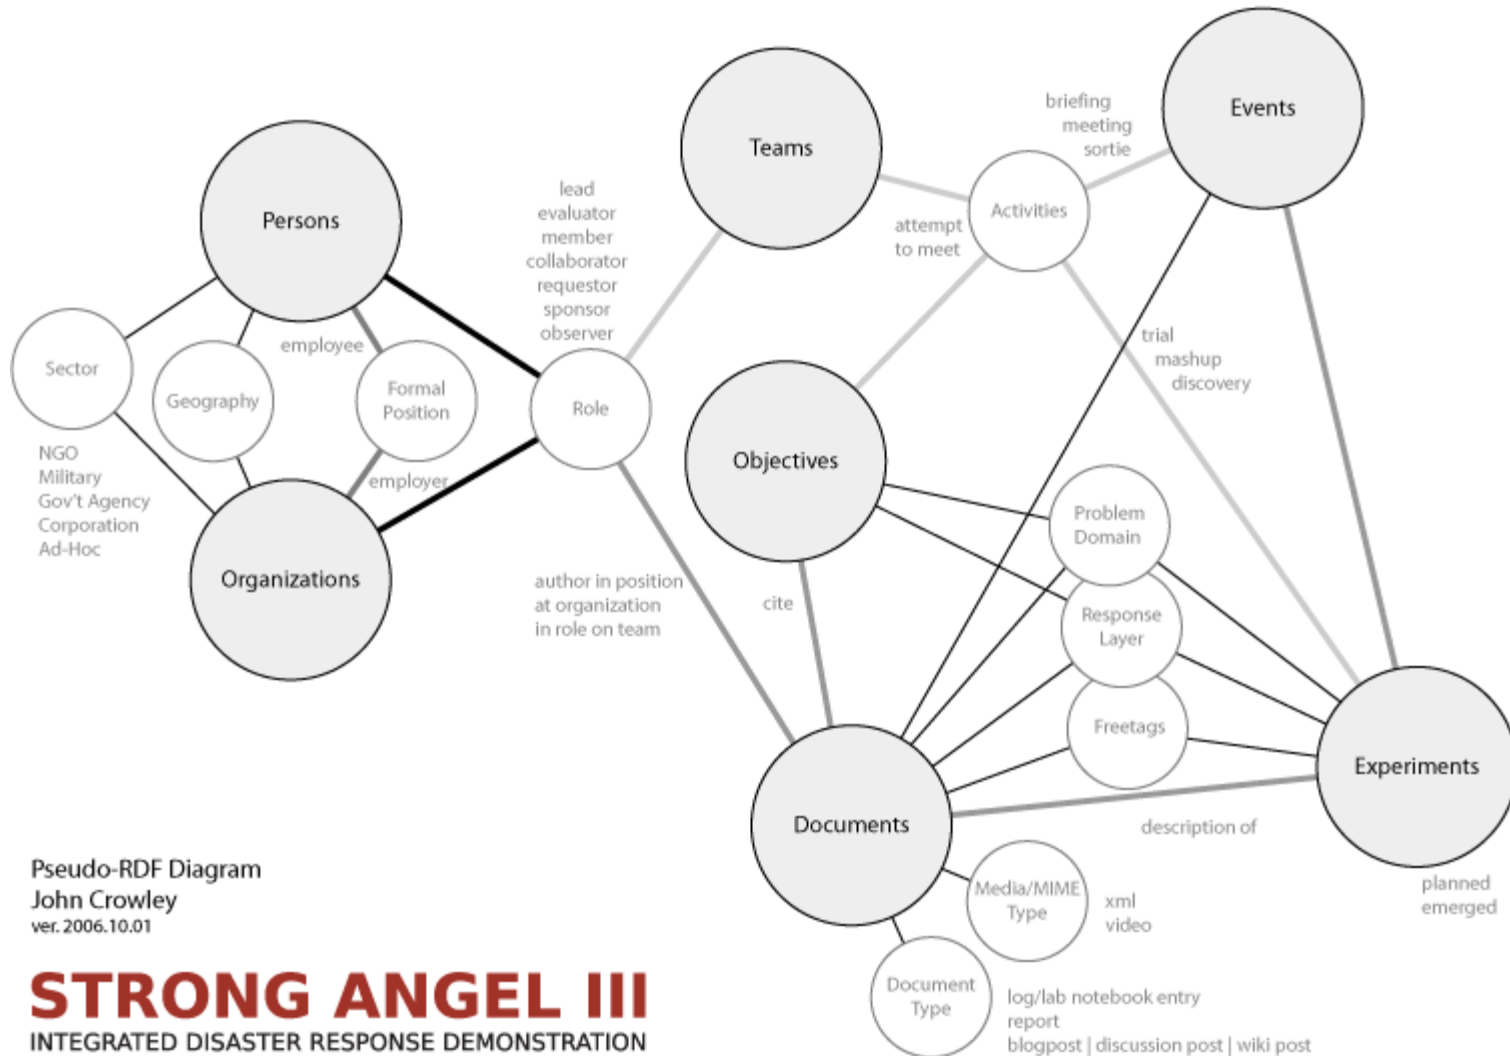 Events
briefing
meeting
sortie
Teams
Activities
attempt
to meet
Persons
lead
evaluator
member
collaborator
requestor
sponsor
observer
trial
mashup
discovery
employee
Sector
Geography
Formal
Position
Role
NGO
Military
Gov't Agency
Corporation
Ad-Hoc
employer
Organizations
Objectives
Problem
Domain
author in position
at organization
in role on team
cite
Response
Layer
Freetags
Experiments
Documents
description of
planned
emerged
Media/MIME
Type
xml
video
Document
Type
log/lab notebook entry
report
blogpost | discussion post | wiki post
Pseudo-RDF Diagram
John Crowley
ver. 2006.10.01
STRONG ANGEL III
INTEGRATED DISASTER RESPONSE DEMONSTRATION